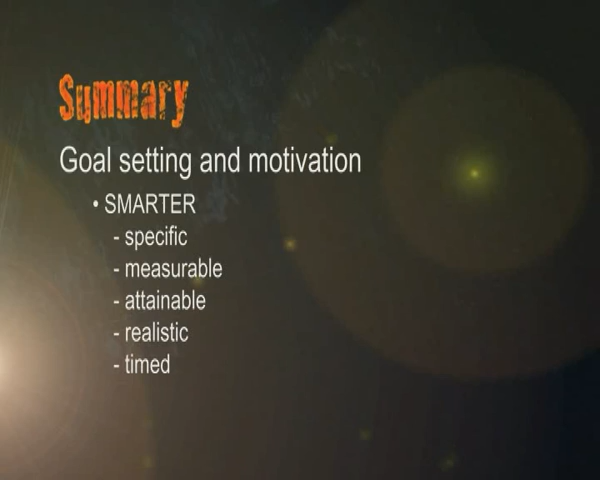 Summary
Goal setting and motivation
• SMARTER
- specific
- measurable
- attainable
- realistic
- timed